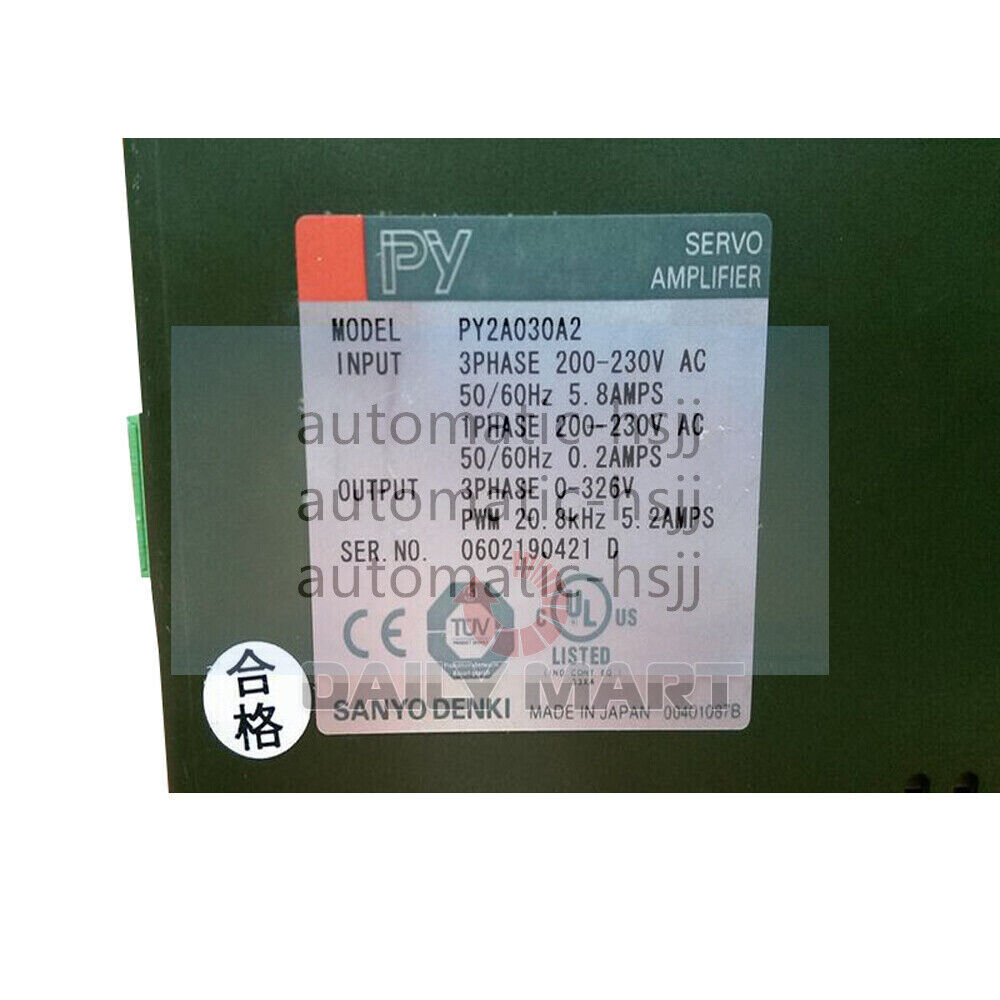 PY
SERVO
AMPLIFIER
MODEL PY2A030A2
INPUT 3PHASE 200-230V AC
50/60Hz 5.8AMPS
1PHASE 200-230V AC
50/60Hz 0.2AMPS
OUTPUT 3PHASE 0-326V
PWM 20.8kHz 5.2AMPS
SER.NO. 0602190421 D
automatic-hsjj
automatic-hsjj
automatic-hsjj
CE
TÜV
C UL US
LISTED
DAILY MART
SANYO DENKI MADE IN JAPAN 00401087B
合格